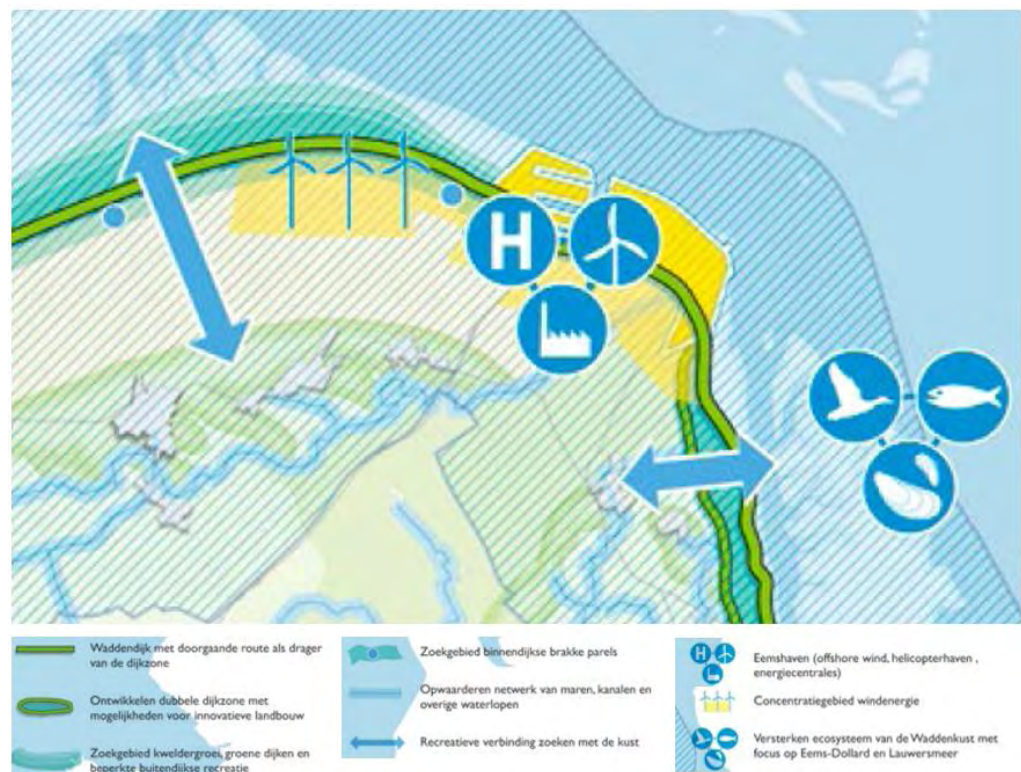 H
Waddendijk met doorgaande route als drager
van de dijkzone
Ontwikkelen dubbele dijkzone met
mogelijkheden voor innovatieve landbouw
Zoekgebied kweldergroei, groene dijken en
beperkte buitendijkse recreatie
Zoekgebied binnendijkse brakke parels
Opwaarderen netwerk van maren, kanalen en
overige waterlopen
Recreatieve verbinding zoeken met de kust
H
Eemshaven (offshore wind, helicopterhaven ,
energiecentrales)
Concentratiegebied windenergie
Versterken ecosysteem van de Waddenkust met
focus op Eems-Dollard en Lauwersmeer